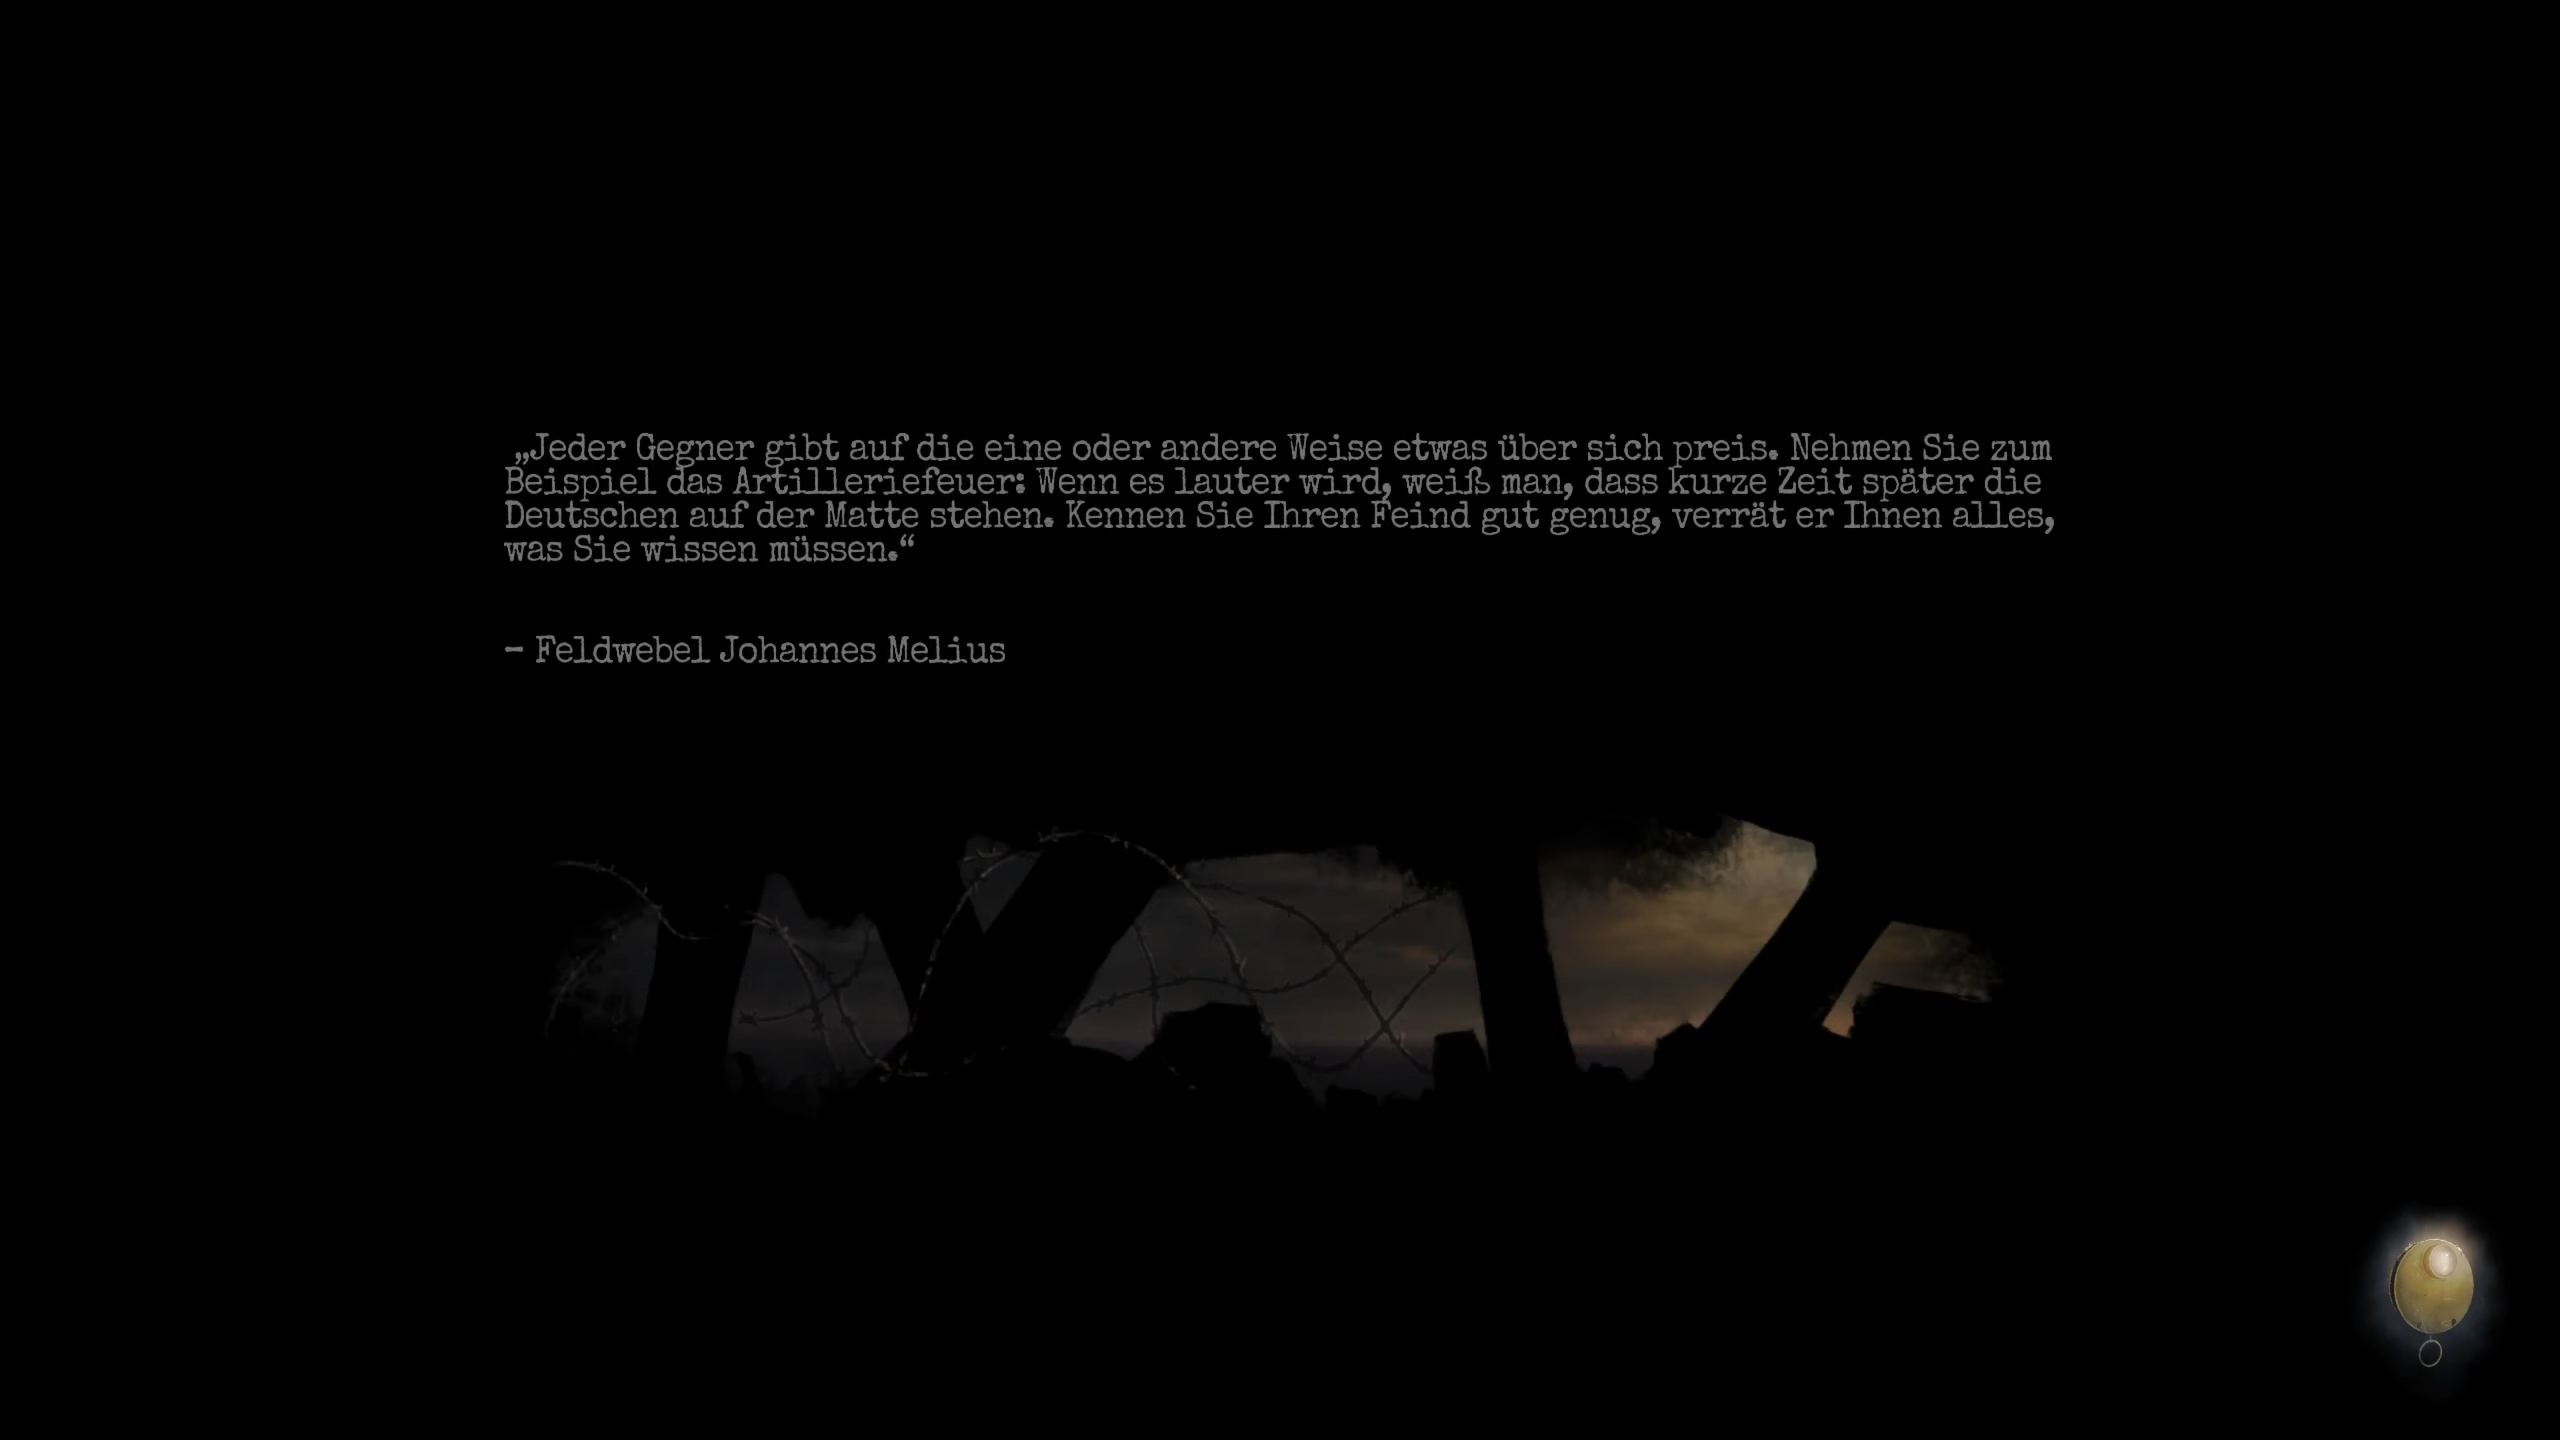 „Jeder Gegner gibt auf die eine oder andere Weise etwas über sich preis. Nehmen Sie zum
Beispiel das Artilleriefeuer: Wenn es lauter wird, weiß man, dass kurze Zeit später die
Deutschen auf der Matte stehen. Kennen Sie Ihren Feind gut genug, verrät er Ihnen alles,
was Sie wissen müssen.“
– Feldwebel Johannes Melius